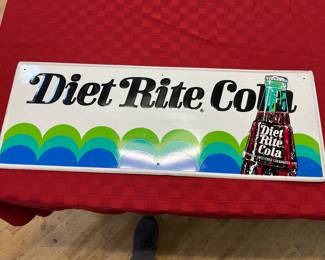 Diet Rite Cola
Diet
Rite
Cola